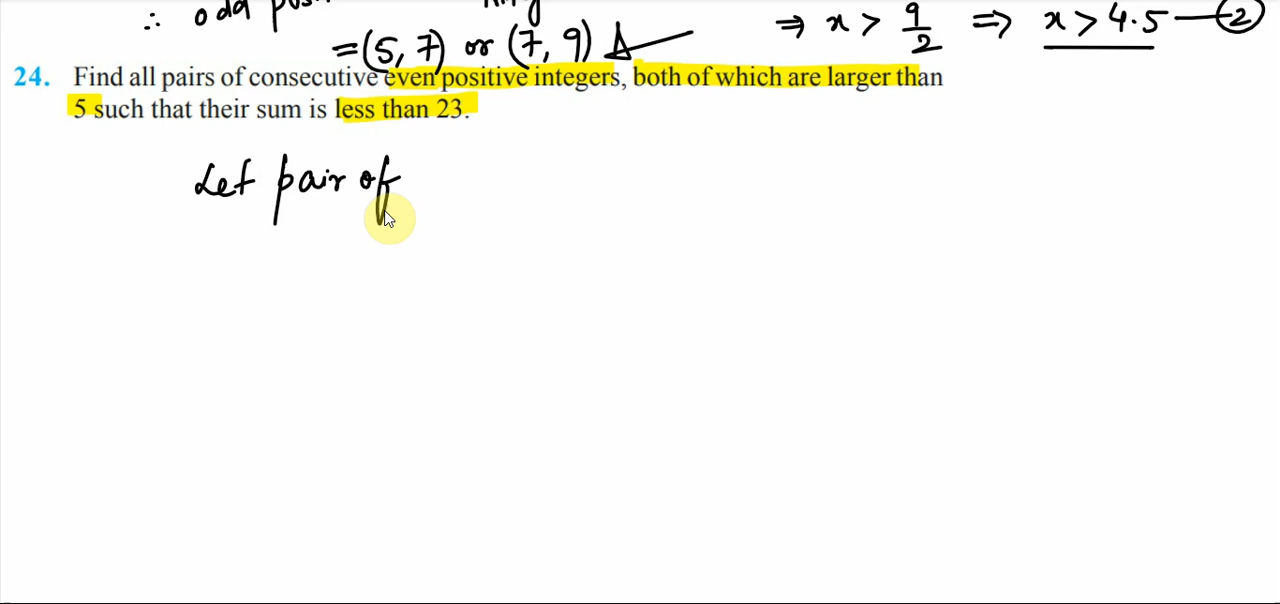 ∴ odd
⇒ x > 9/2 ⇒ x > 4.5 — ②
= (5, 7) or (7, 9)
24. Find all pairs of consecutive even positive integers, both of which are larger than
5 such that their sum is less than 23.
Let pair of